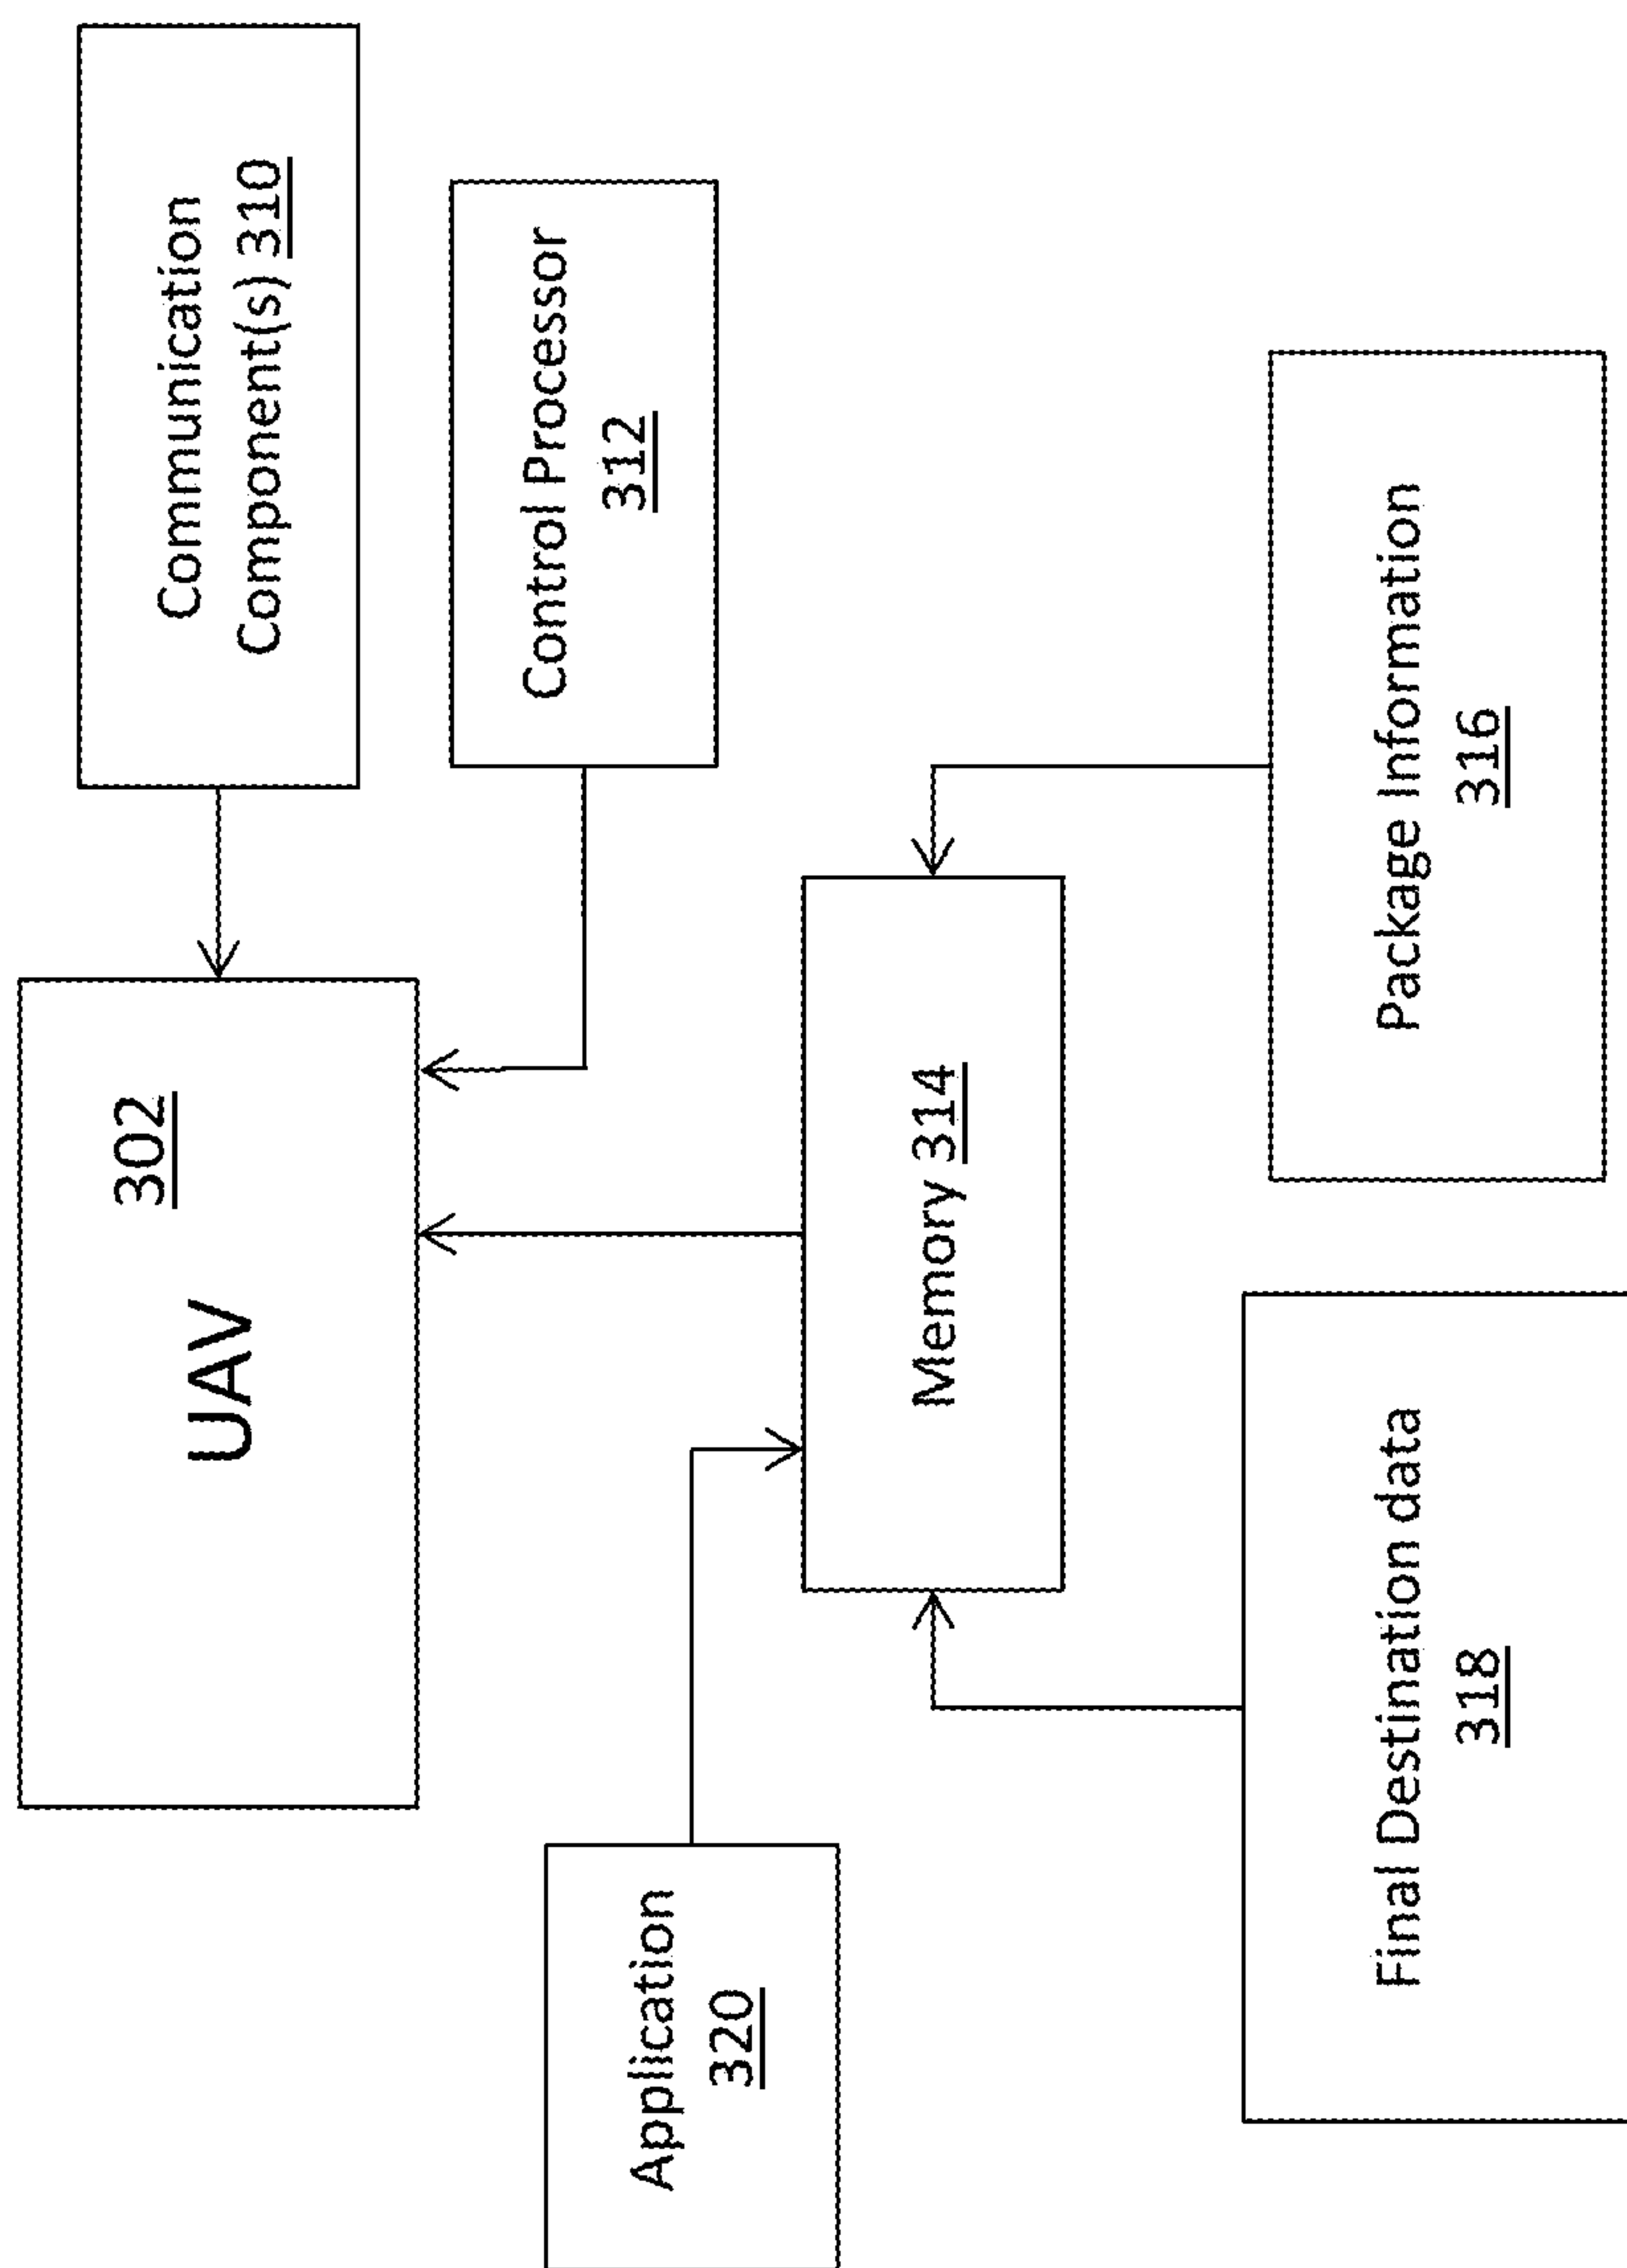 302
UAV
Communication
Component(s) 310
Control Processor
312
Application
320
Memory 314
Final Destination data
318
Package Information
316